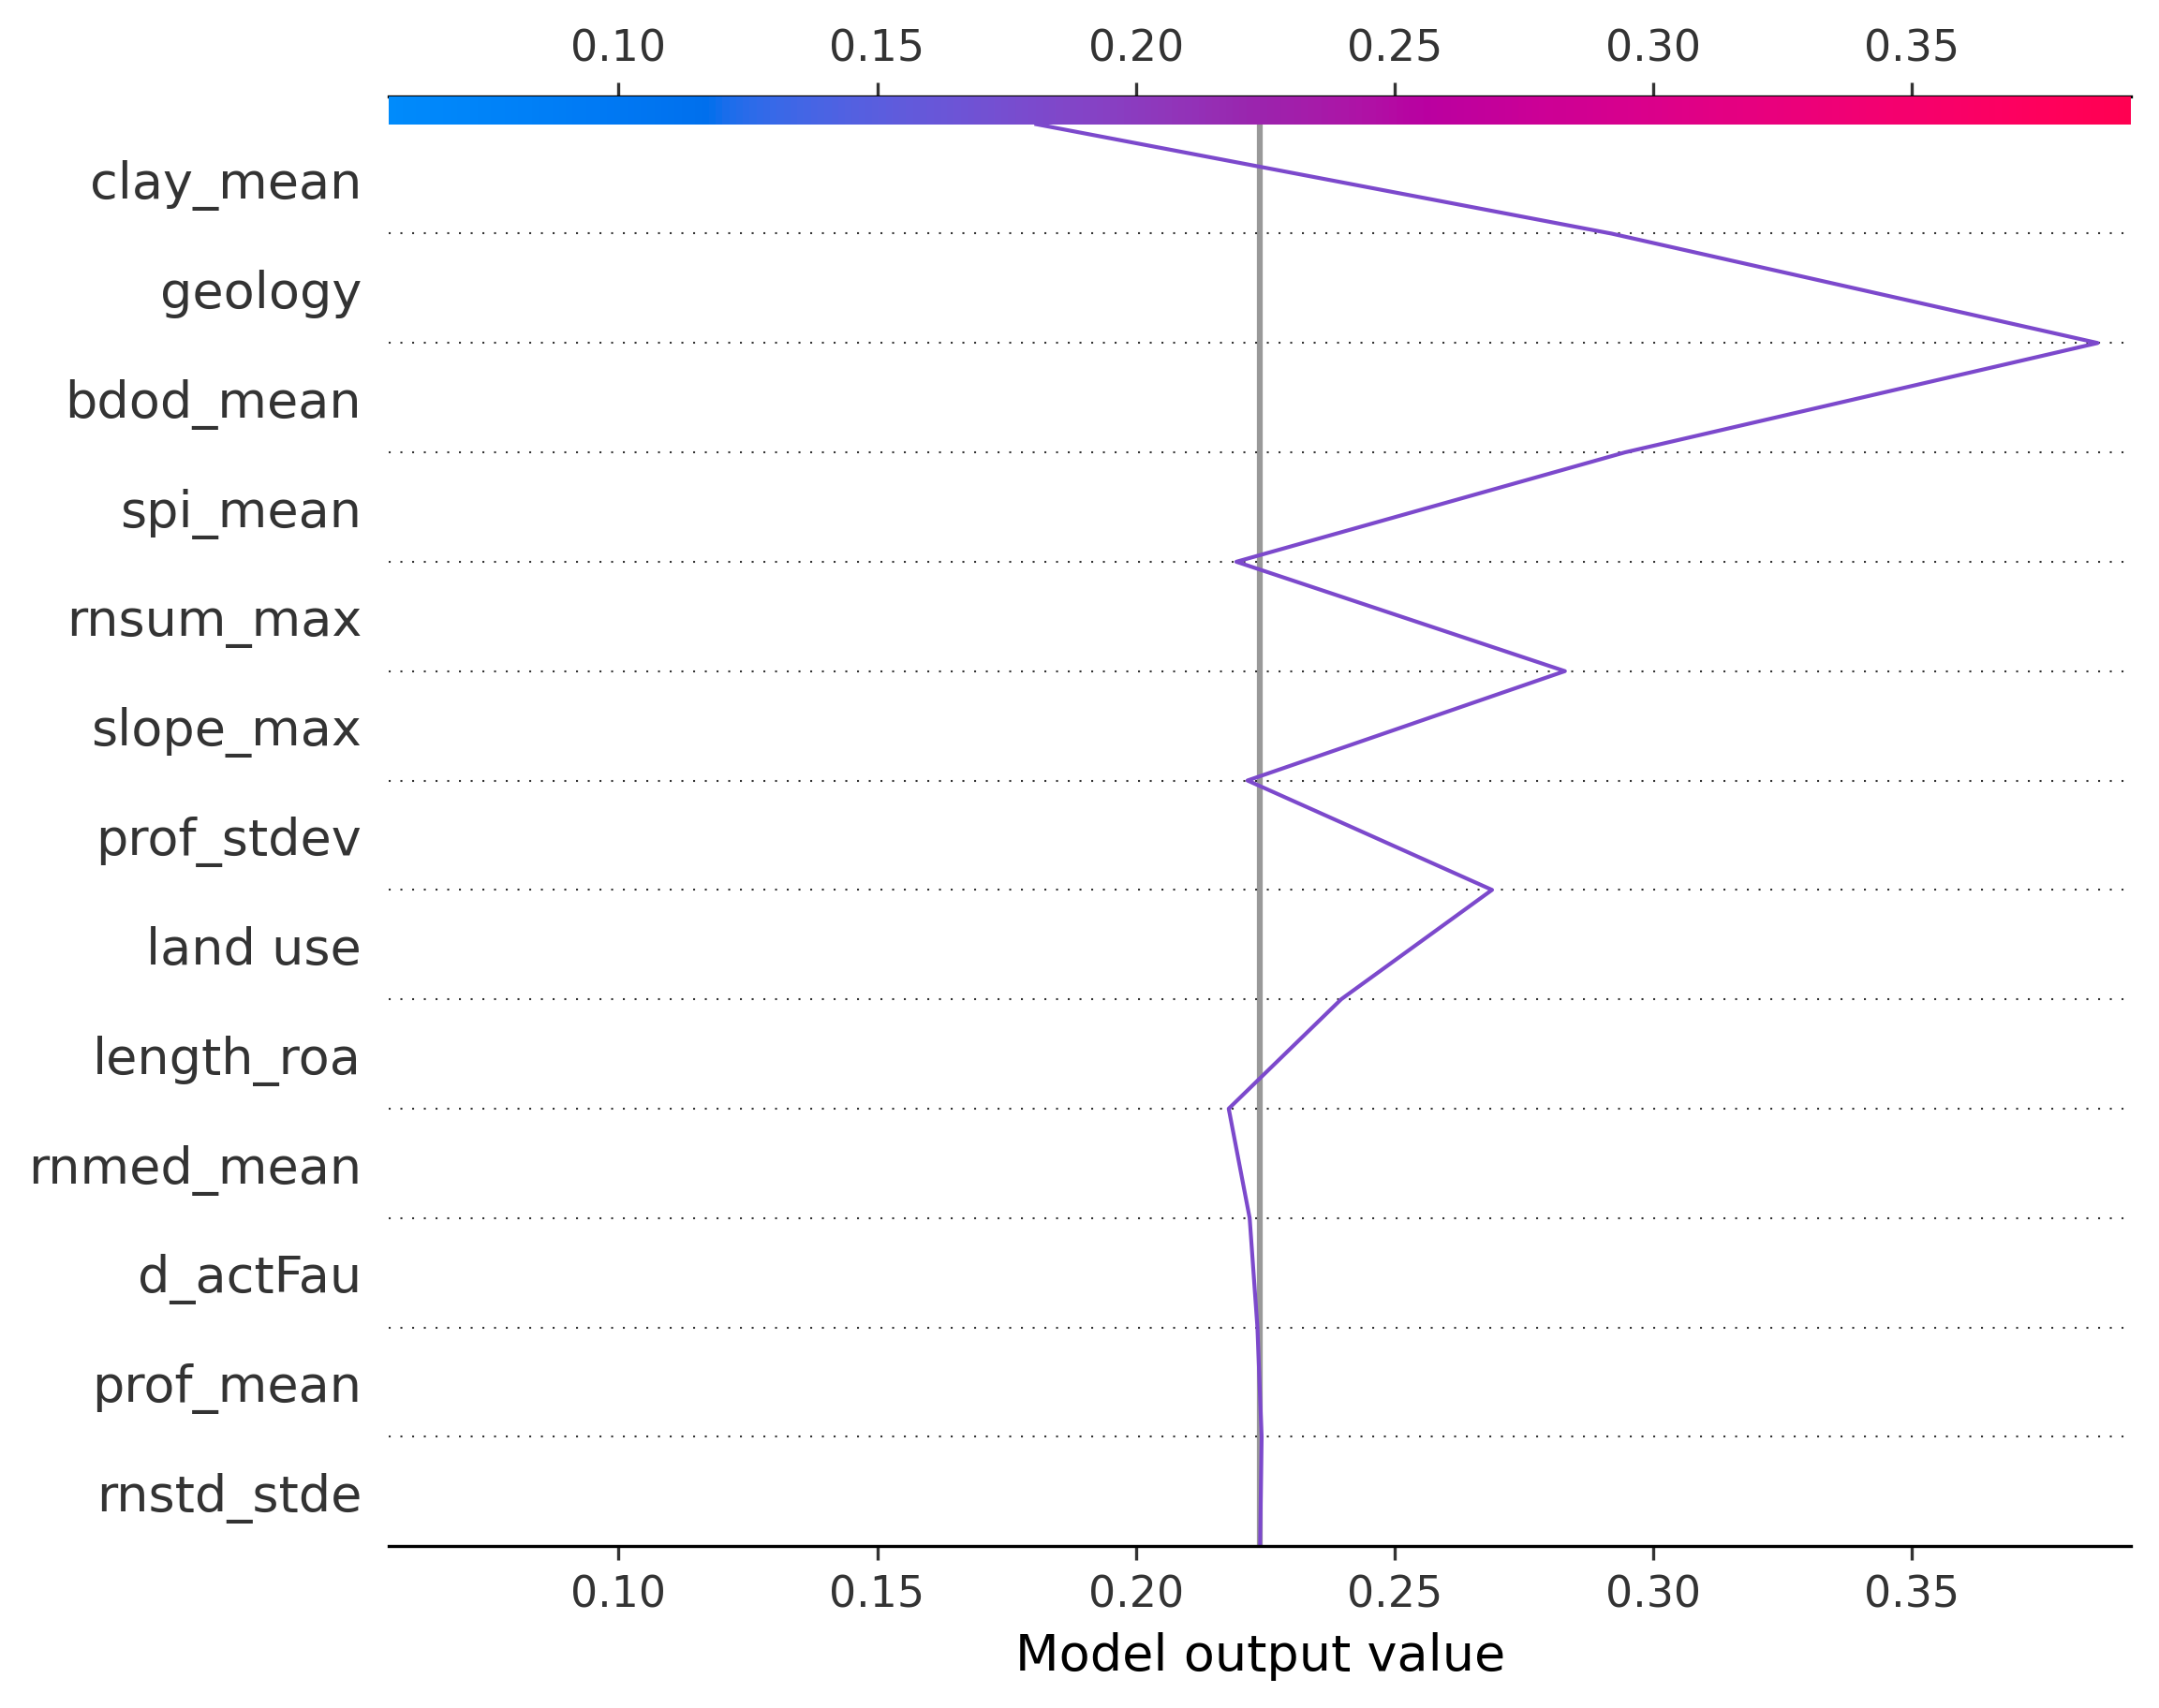 0.10 0.15 0.20 0.25 0.30 0.35
clay_mean
geology
bdod_mean
spi_mean
rnsum_max
slope_max
prof_stdev
land use
length_roa
rnmed_mean
d_actFau
prof_mean
rnstd_stde
0.10 0.15 0.20 0.25 0.30 0.35
Model output value